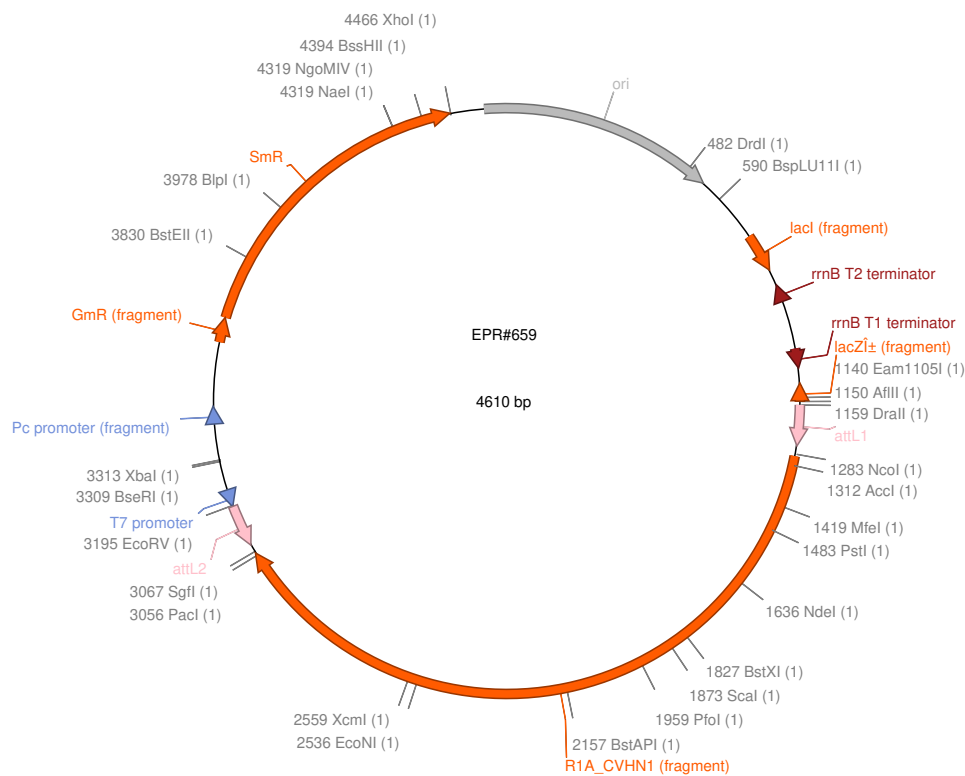 4466 XhoI (1)
4394 BssHII (1)
4319 NgoMIV (1)
4319 NaeI (1)
SmR
3978 BlpI (1)
3830 BstEII (1)
GmR (fragment)
Pc promoter (fragment)
3313 XbaI (1)
3309 BseRI (1)
T7 promoter
3195 EcoRV (1)
attL2
3067 SgfI (1)
3056 PacI (1)
2559 XcmI (1)
2536 EcoNI (1)
EPR#659
4610 bp
ori
482 DrdI (1)
590 BspLU11I (1)
lacI (fragment)
rrnB T2 terminator
rrnB T1 terminator
lacZÎ± (fragment)
1140 Eam1105I (1)
1150 AflII (1)
1159 DraII (1)
attL1
1283 NcoI (1)
1312 AccI (1)
1419 MfeI (1)
1483 PstI (1)
1636 NdeI (1)
1827 BstXI (1)
1873 ScaI (1)
1959 PfoI (1)
2157 BstAPI (1)
R1A_CVHN1 (fragment)